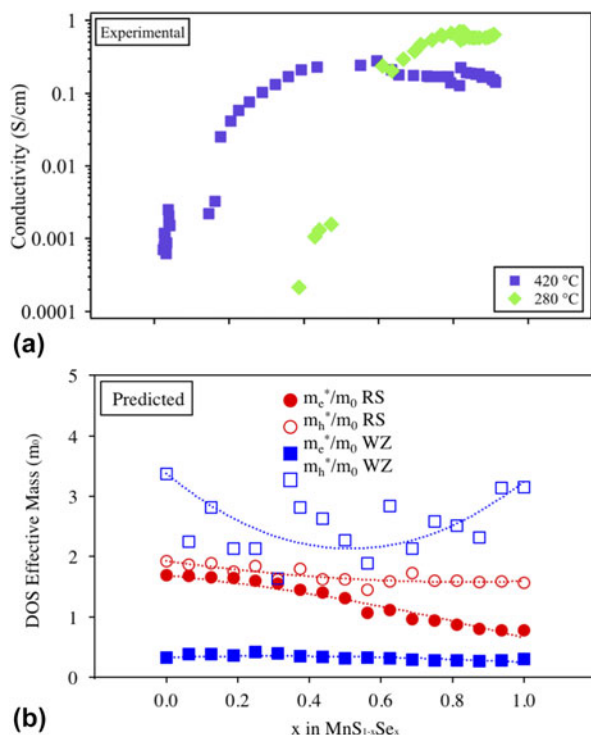 Experimental
1
0.1
0.01
0.001
0.0001
Conductivity (S/cm)
420 °C
280 °C
(a)
Predicted
5
4
3
2
1
0
DOS Effective Mass (m₀)
mₑ*/m₀ RS
mₕ*/m₀ RS
mₑ*/m₀ WZ
mₕ*/m₀ WZ
0.0 0.2 0.4 0.6 0.8 1.0
x in MnS₁₋ₓSeₓ
(b)